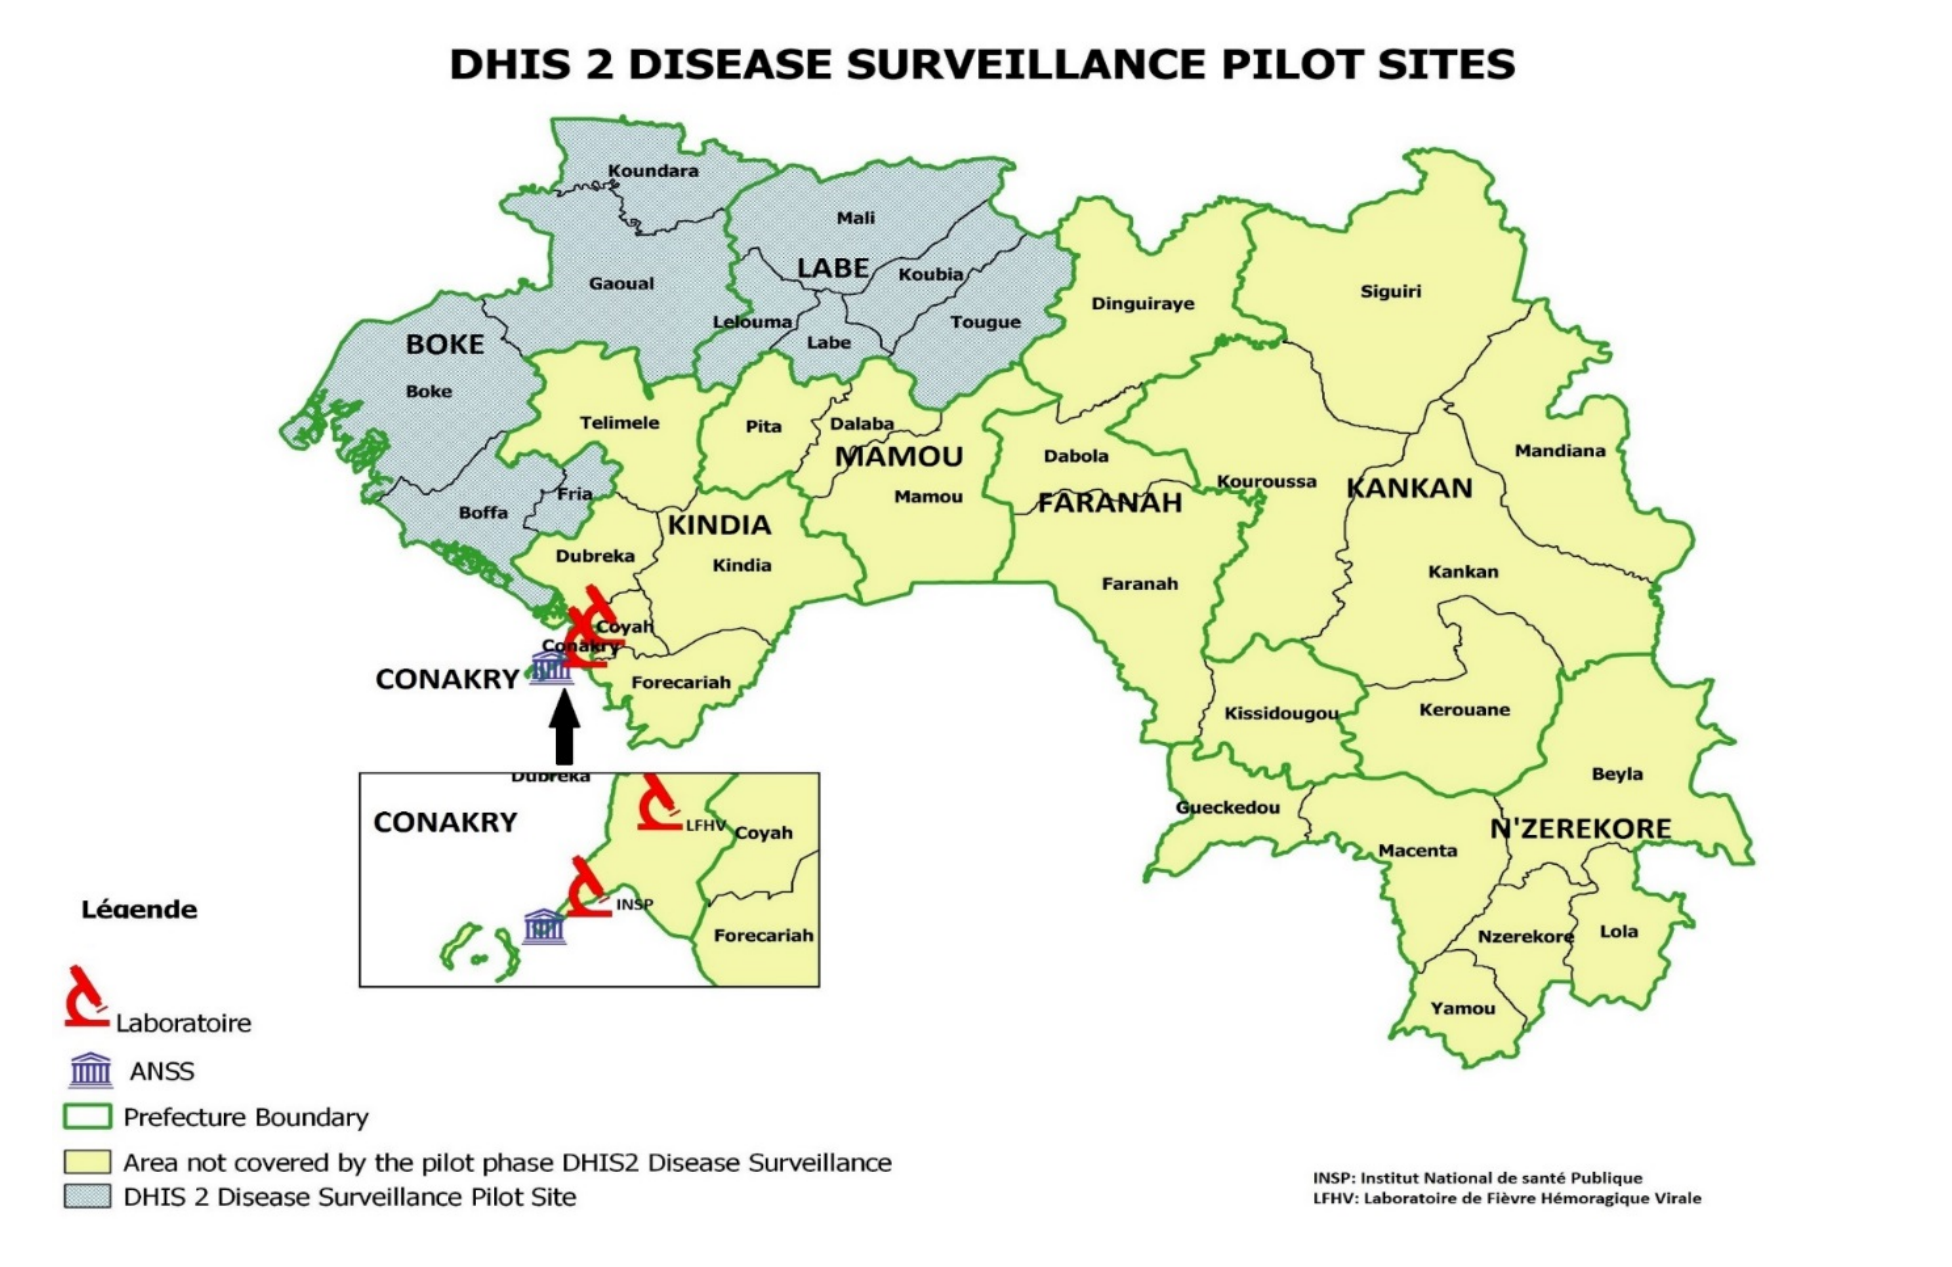 DHIS 2 DISEASE SURVEILLANCE PILOT SITES
Koundara
Mali
LABE
Koubia
Gaoual
Lelouma
Labe
Tougue
Dinguiraye
Siguiri
BOKE
Boke
Telimele
Pita
Dalaba
MAMOU
Mamou
Dabola
FARANAH
Faranah
Kouroussa
KANKAN
Mandiana
Kankan
Fria
Boffa
KINDIA
Dubreka
Kindia
Coyah
Conakry
CONAKRY
Forecariah
Kissidougou
Kerouane
Beyla
Gueckedou
N'ZEREKORE
Macenta
Nzerekore
Lola
Yamou
Dubreka
CONAKRY
LFHV
Coyah
INSP
Forecariah
Légende
Laboratoire
ANSS
Prefecture Boundary
Area not covered by the pilot phase DHIS2 Disease Surveillance
DHIS 2 Disease Surveillance Pilot Site
INSP: Institut National de santé Publique
LFHV: Laboratoire de Fièvre Hémoragique Virale